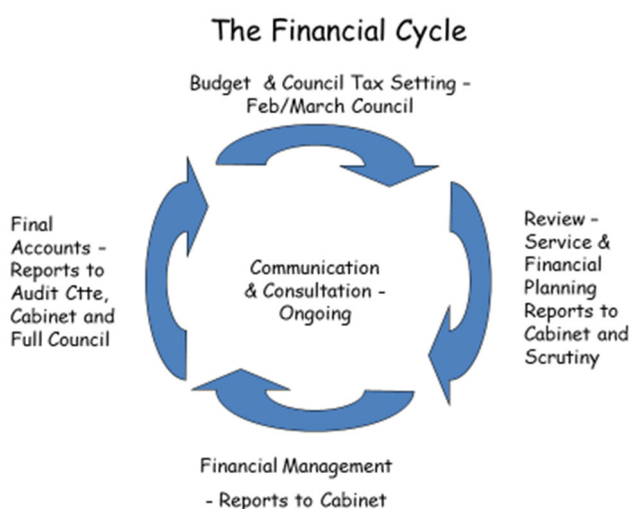 The Financial Cycle
Budget & Council Tax Setting -
Feb/March Council
Final
Accounts -
Reports to
Audit Ctte,
Cabinet and
Full Council
Communication
& Consultation -
Ongoing
Review -
Service &
Financial
Planning
Reports to
Cabinet and
Scrutiny
Financial Management
- Reports to Cabinet